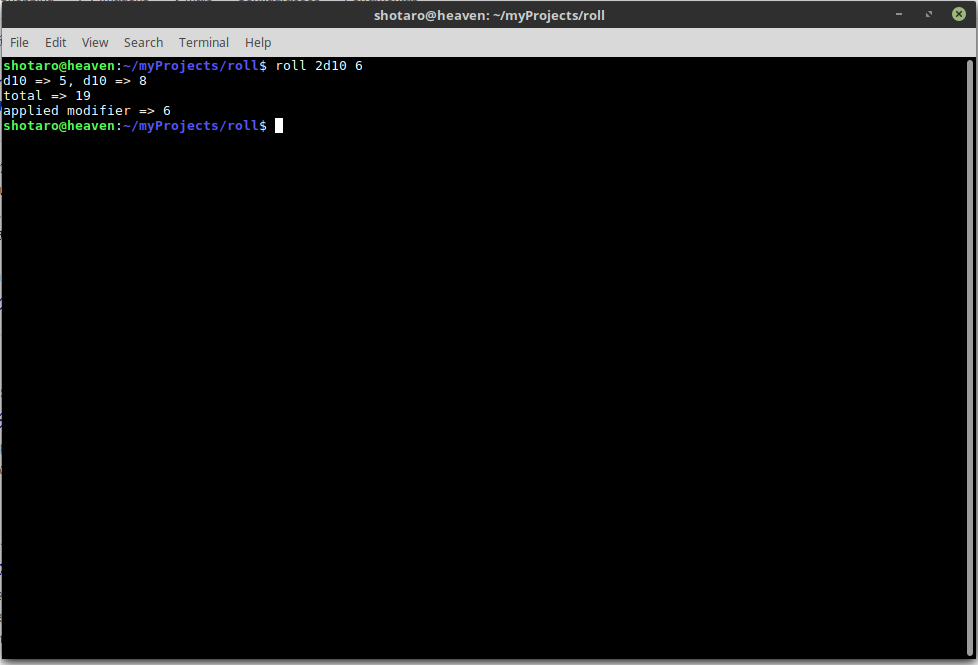 shotaro@heaven: ~/myProjects/roll
File Edit View Search Terminal Help
shotaro@heaven:~/myProjects/roll$ roll 2d10 6
d10 => 5, d10 => 8
total => 19
applied modifier => 6
shotaro@heaven:~/myProjects/roll$